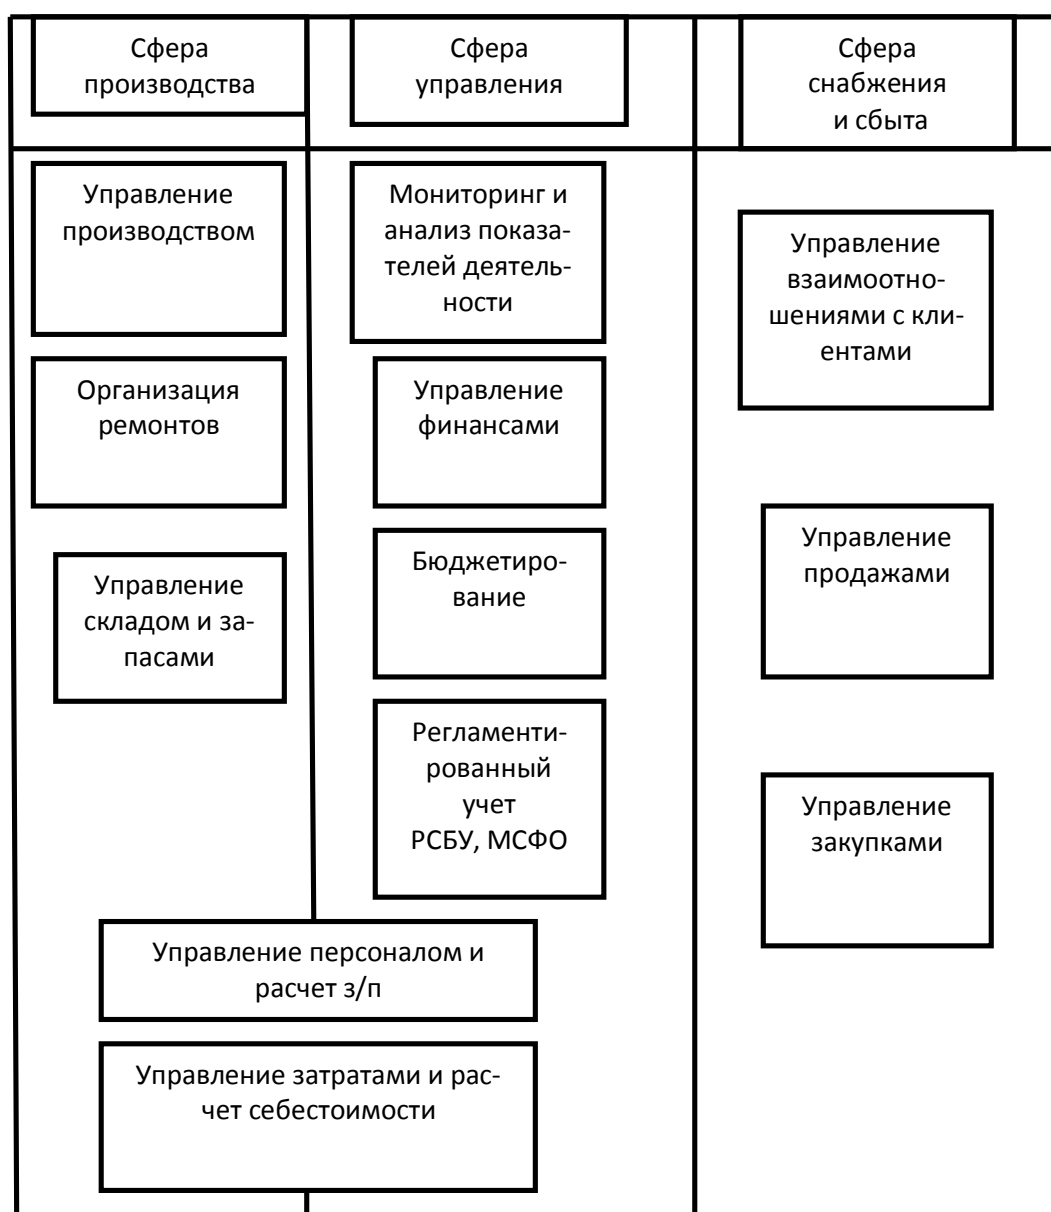 Сфера
производства
Сфера
управления
Сфера
снабжения
и сбыта
Управление
производством
Организация
ремонтов
Управление
складом и за-
пасами
Мониторинг и
анализ показа-
телей деятель-
ности
Управление
финансами
Бюджетиро-
вание
Регламенти-
рованный
учет
РСБУ, МСФО
Управление
взаимоотно-
шениями с кли-
ентами
Управление
продажами
Управление
закупками
Управление персоналом и
расчет з/п
Управление затратами и рас-
чет себестоимости